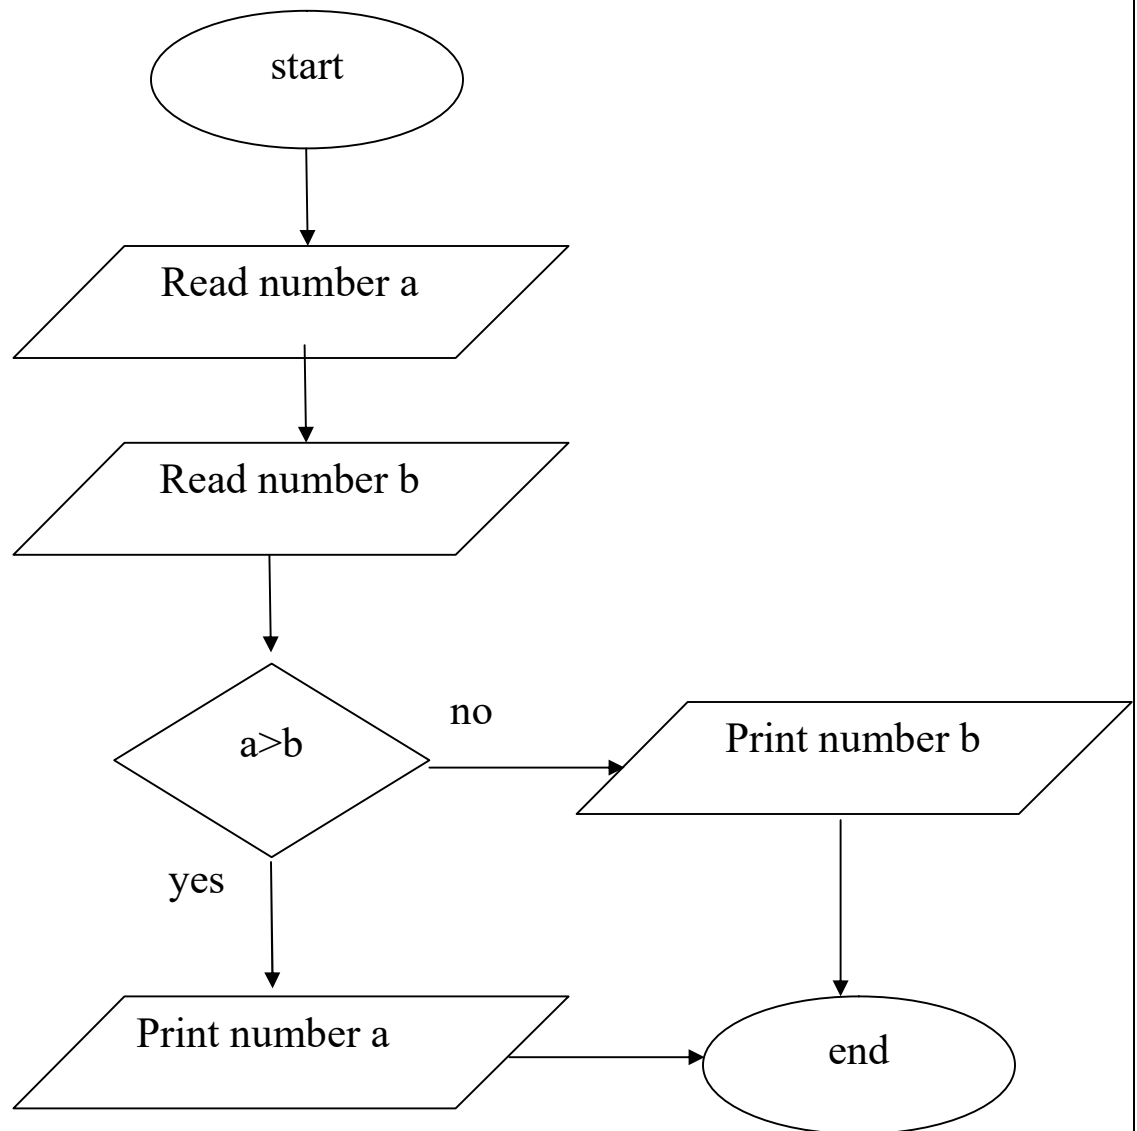 start
Read number a
Read number b
a>b
no
Print number b
yes
Print number a
end